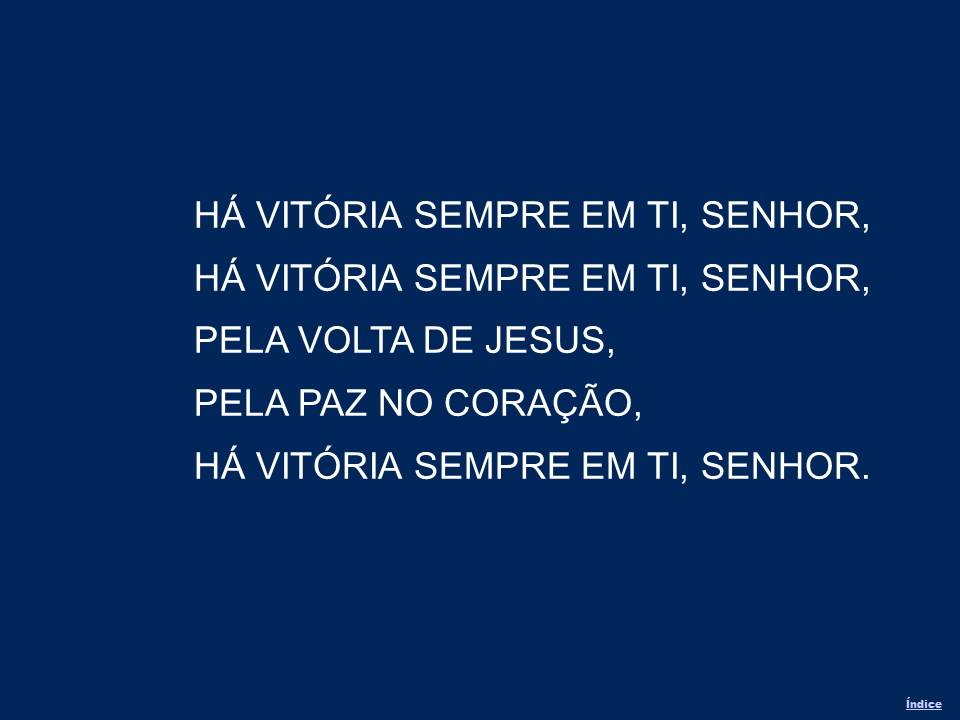 HÁ VITÓRIA SEMPRE EM TI, SENHOR,
HÁ VITÓRIA SEMPRE EM TI, SENHOR,
PELA VOLTA DE JESUS,
PELA PAZ NO CORAÇÃO,
HÁ VITÓRIA SEMPRE EM TI, SENHOR.
Índice